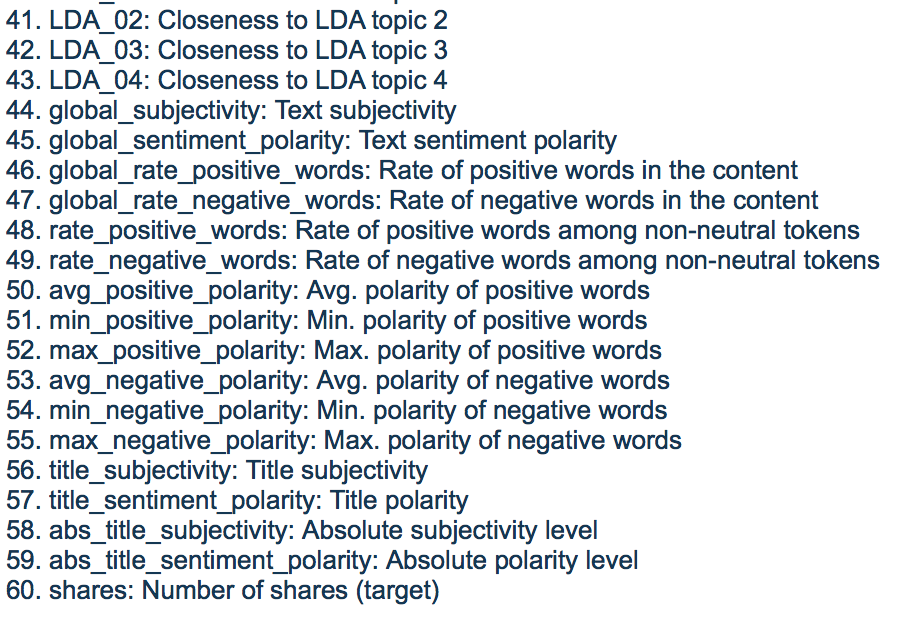 41. LDA_02: Closeness to LDA topic 2
42. LDA_03: Closeness to LDA topic 3
43. LDA_04: Closeness to LDA topic 4
44. global_subjectivity: Text subjectivity
45. global_sentiment_polarity: Text sentiment polarity
46. global_rate_positive_words: Rate of positive words in the content
47. global_rate_negative_words: Rate of negative words in the content
48. rate_positive_words: Rate of positive words among non-neutral tokens
49. rate_negative_words: Rate of negative words among non-neutral tokens
50. avg_positive_polarity: Avg. polarity of positive words
51. min_positive_polarity: Min. polarity of positive words
52. max_positive_polarity: Max. polarity of positive words
53. avg_negative_polarity: Avg. polarity of negative words
54. min_negative_polarity: Min. polarity of negative words
55. max_negative_polarity: Max. polarity of negative words
56. title_subjectivity: Title subjectivity
57. title_sentiment_polarity: Title polarity
58. abs_title_subjectivity: Absolute subjectivity level
59. abs_title_sentiment_polarity: Absolute polarity level
60. shares: Number of shares (target)